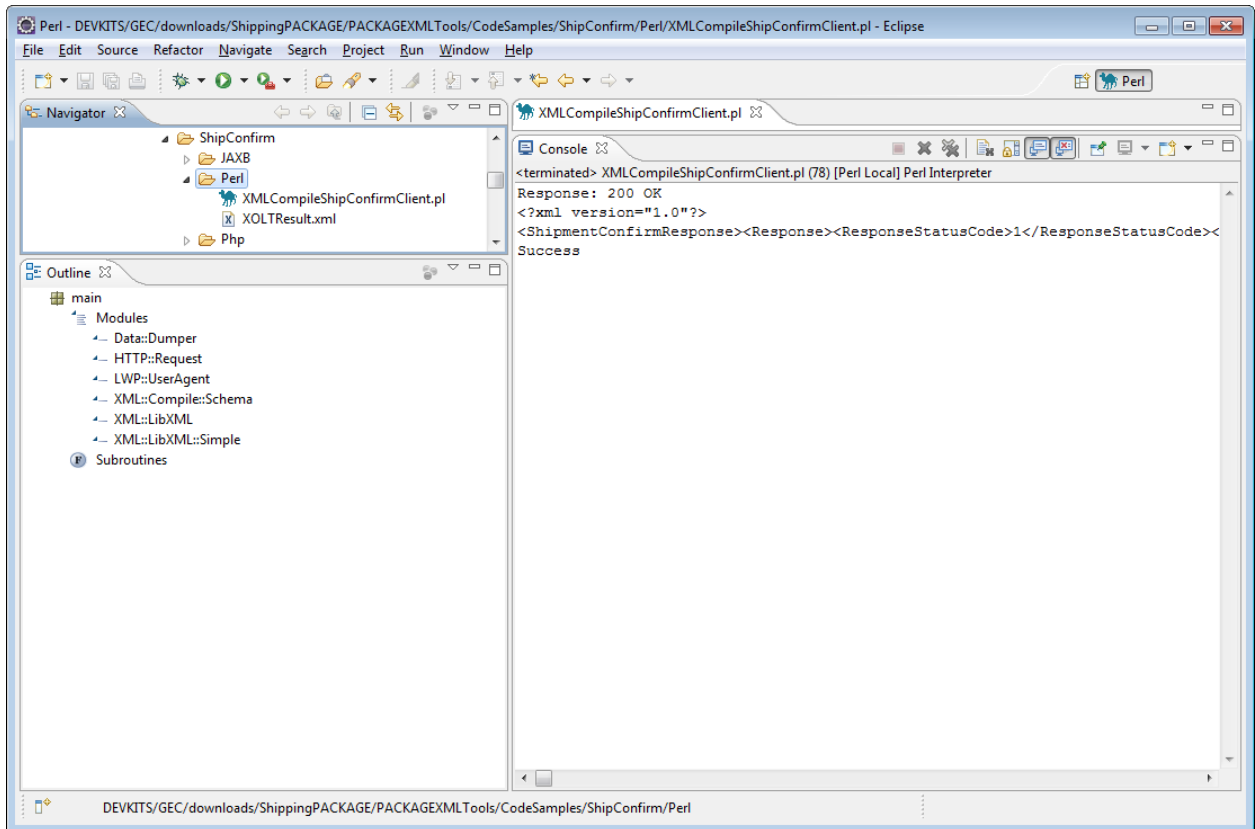 Perl - DEVKITS/GEC/downloads/ShippingPACKAGE/PACKAGEXMLTools/CodeSamples/ShipConfirm/Perl/XMLCompileShipConfirmClient.pl - Eclipse
File Edit Source Refactor Navigate Search Project Run Window Help
Perl
Navigator
ShipConfirm
JAXB
Perl
XMLCompileShipConfirmClient.pl
XOLTResult.xml
Php
Outline
main
Modules
Data::Dumper
HTTP::Request
LWP::UserAgent
XML::Compile::Schema
XML::LibXML
XML::LibXML::Simple
F Subroutines
XMLCompileShipConfirmClient.pl
Console
<terminated> XMLCompileShipConfirmClient.pl (78) [Perl Local] Perl Interpreter
Response: 200 OK
<?xml version="1.0"?>
<ShipmentConfirmResponse><Response><ResponseStatusCode>1</ResponseStatusCode><
Success
DEVKITS/GEC/downloads/ShippingPACKAGE/PACKAGEXMLTools/CodeSamples/ShipConfirm/Perl